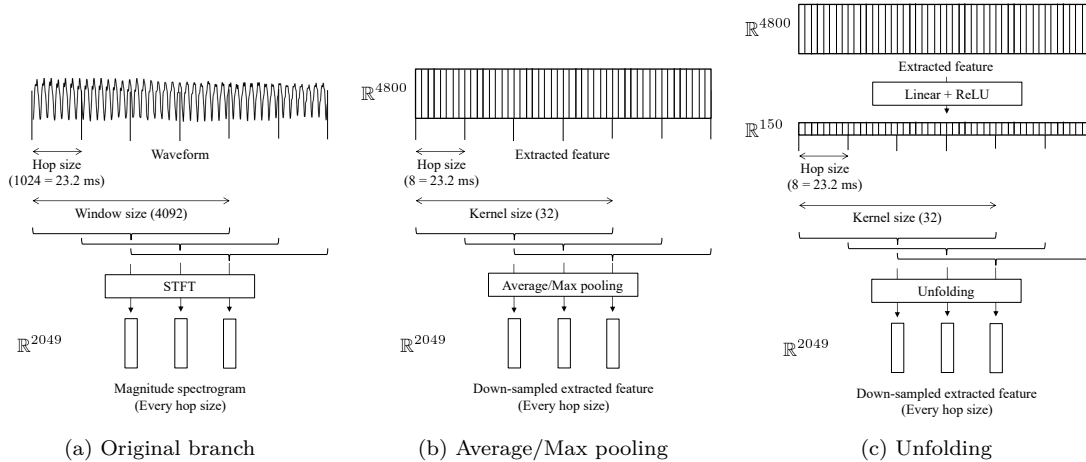 Waveform
Hop size
(1024 = 23.2 ms)
Window size (4092)
STFT
ℝ^2049
Magnitude spectrogram
(Every hop size)
(a) Original branch
ℝ^4800
Extracted feature
Hop size
(8 = 23.2 ms)
Kernel size (32)
Average/Max pooling
ℝ^2049
Down-sampled extracted feature
(Every hop size)
(b) Average/Max pooling
ℝ^4800
Extracted feature
Linear + ReLU
ℝ^150
Hop size
(8 = 23.2 ms)
Kernel size (32)
Unfolding
ℝ^2049
Down-sampled extracted feature
(Every hop size)
(c) Unfolding